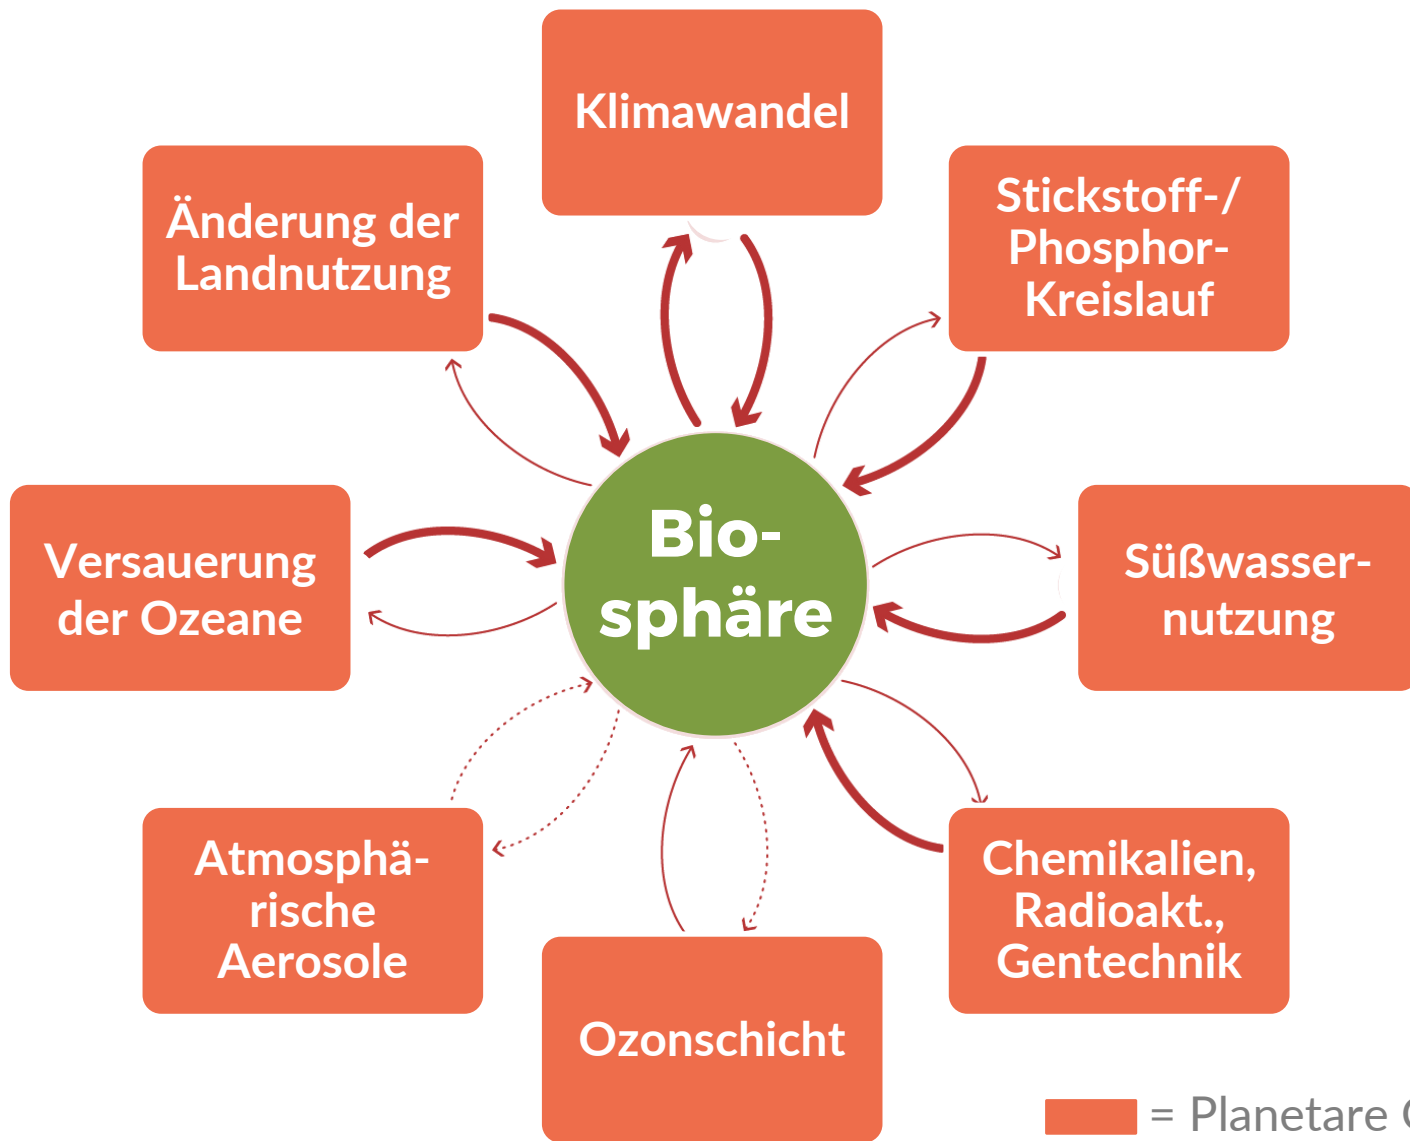 Klimawandel
Änderung der
Landnutzung
Stickstoff-/
Phosphor-
Kreislauf
Bio-
sphäre
Versauerung
der Ozeane
Süßwasser-
nutzung
Atmosphä-
rische
Aerosole
Chemikalien,
Radioakt.,
Gentechnik
Ozonschicht
= Planetare